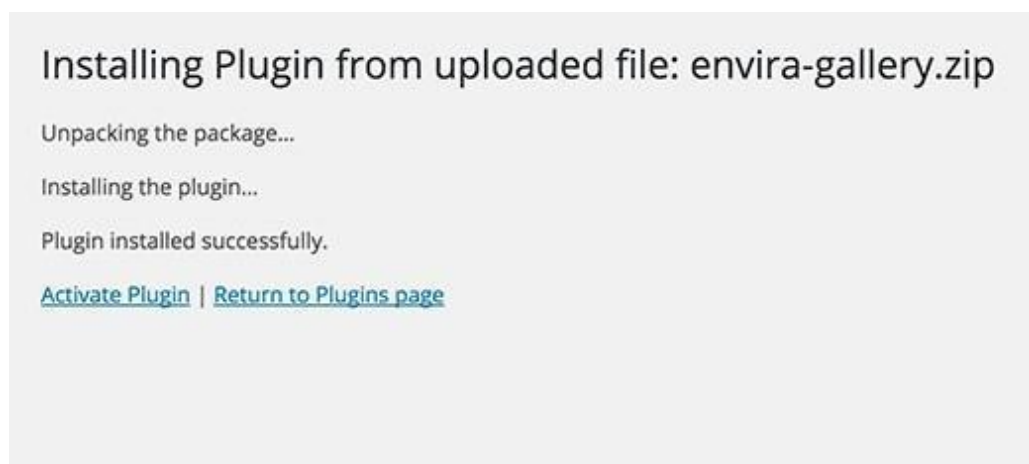 Installing Plugin from uploaded file: envira-gallery.zip
Unpacking the package...
Installing the plugin...
Plugin installed successfully.
Activate Plugin | Return to Plugins page